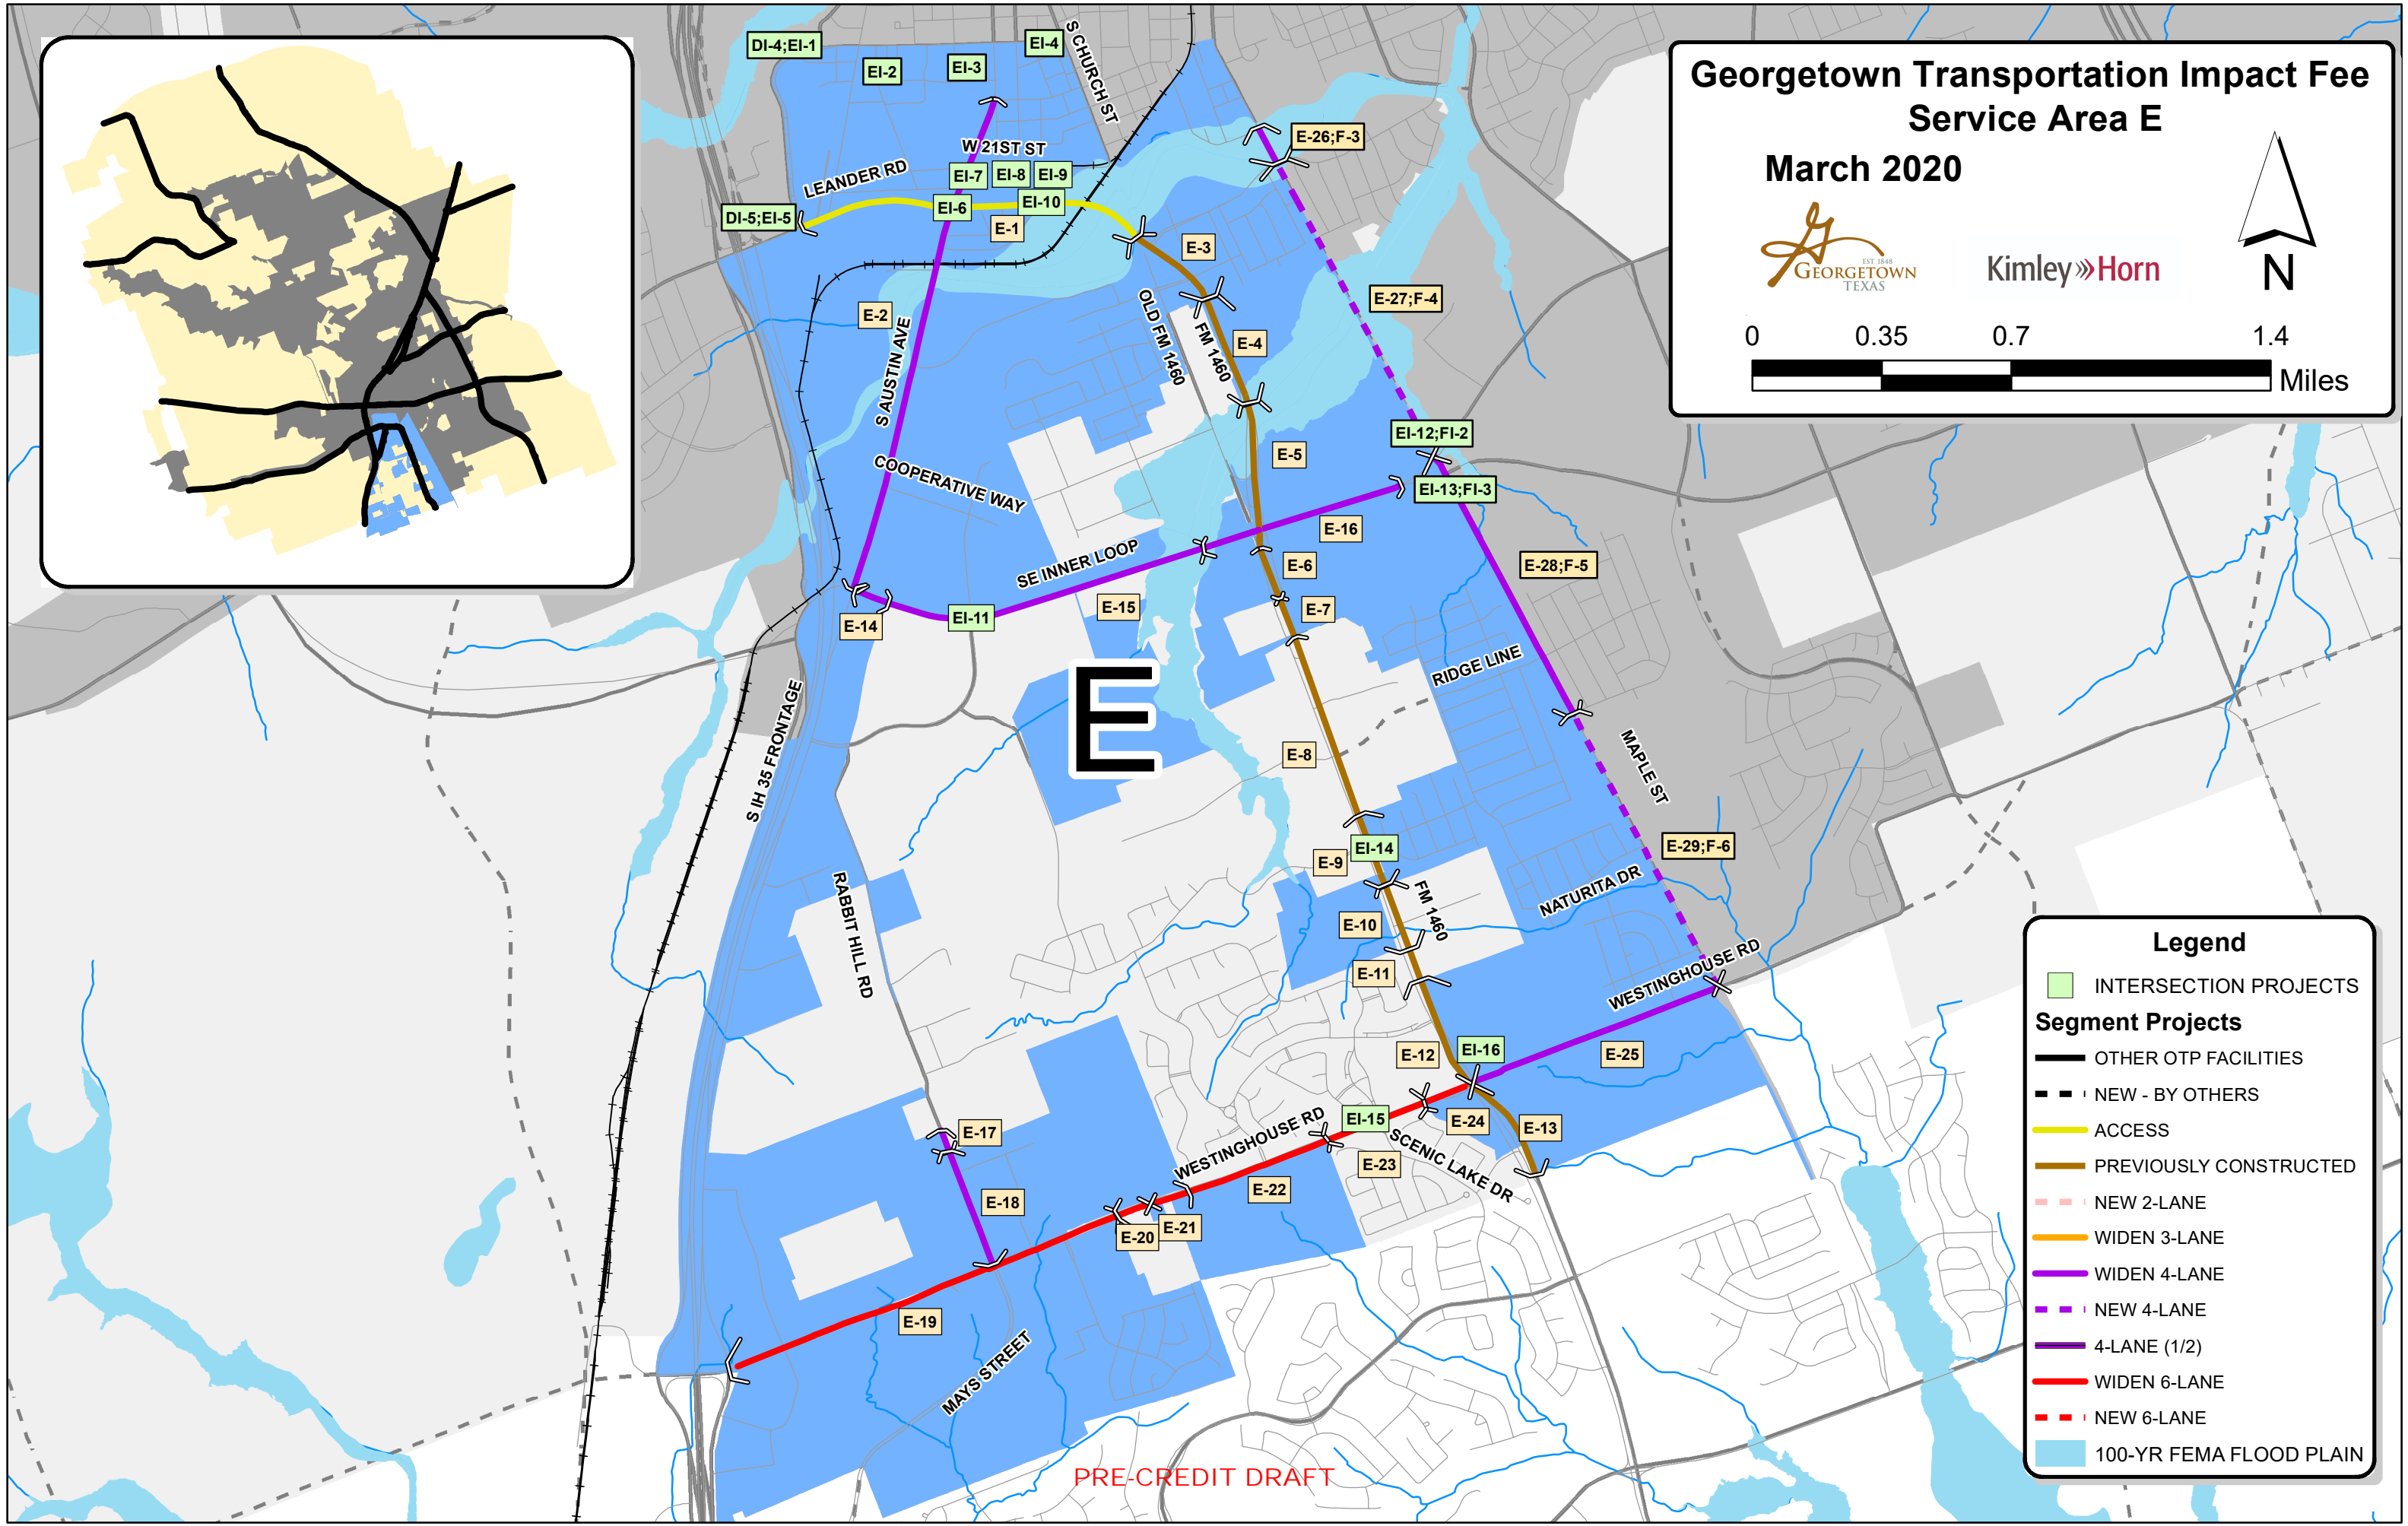 Georgetown Transportation Impact Fee
Service Area E
March 2020
EST. 1848
GEORGETOWN
TEXAS
Kimley»Horn
N
0 0.35 0.7 1.4
Miles
DI-4;EI-1
EI-2
EI-3
EI-4
S CHURCH ST
E-26;F-3
W 21ST ST
LEANDER RD
EI-7
EI-8
EI-9
DI-5;EI-5
EI-6
EI-10
E-1
E-3
E-27;F-4
E-2
S AUSTIN AVE
OLD FM 1460
FM 1460
E-4
EI-12;FI-2
E-5
COOPERATIVE WAY
EI-13;FI-3
E-16
SE INNER LOOP
E-6
E-28;F-5
E-15
E-7
E-14
EI-11
E
RIDGE LINE
S IH 35 FRONTAGE
E-8
MAPLE ST
EI-14
E-9
E-29;F-6
RABBIT HILL RD
NATURITA DR
FM 1460
E-10
E-11
WESTINGHOUSE RD
E-12
EI-16
E-25
E-17
EI-15
E-24
E-13
WESTINGHOUSE RD
SCENIC LAKE DR
E-23
E-18
E-22
E-21
E-20
E-19
MAYS STREET
PRE-CREDIT DRAFT
Legend
INTERSECTION PROJECTS
Segment Projects
OTHER OTP FACILITIES
NEW - BY OTHERS
ACCESS
PREVIOUSLY CONSTRUCTED
NEW 2-LANE
WIDEN 3-LANE
WIDEN 4-LANE
NEW 4-LANE
4-LANE (1/2)
WIDEN 6-LANE
NEW 6-LANE
100-YR FEMA FLOOD PLAIN